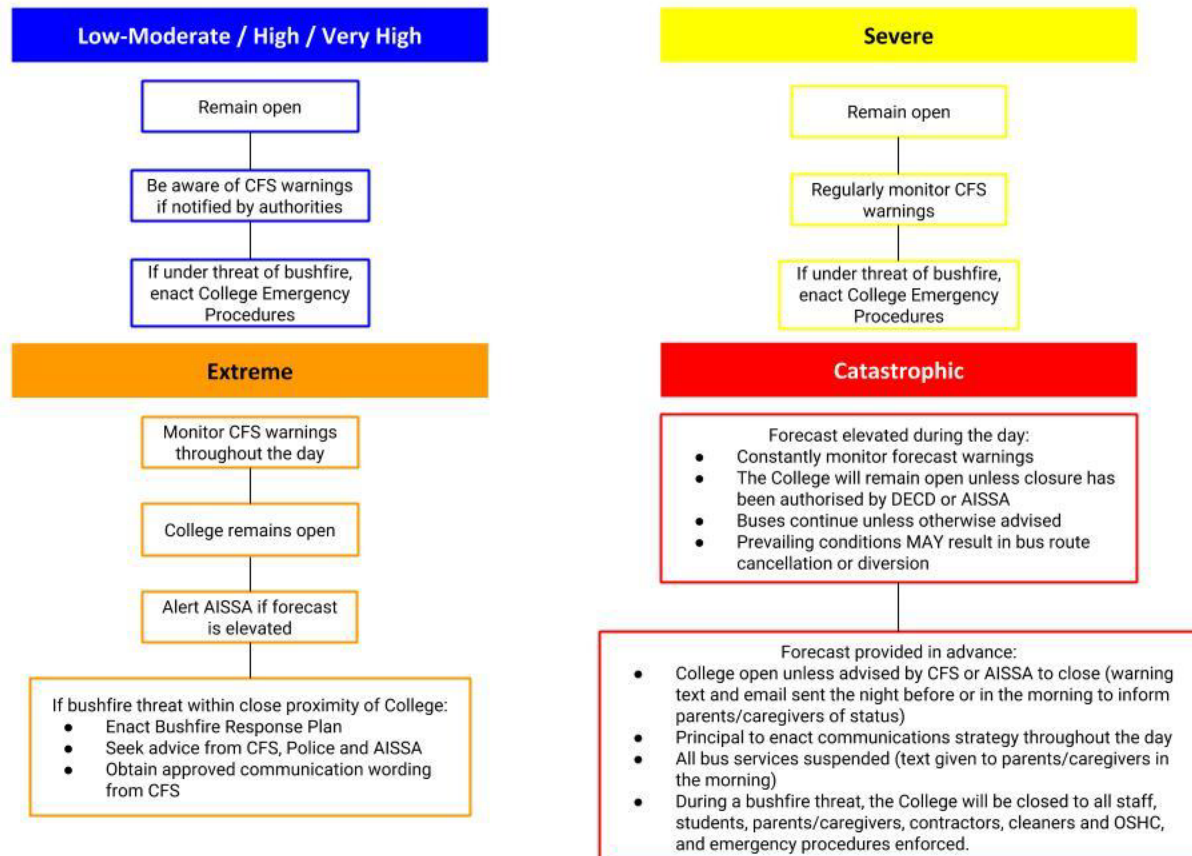 Low-Moderate / High / Very High
Remain open
Be aware of CFS warnings
if notified by authorities
If under threat of bushfire,
enact College Emergency
Procedures
Severe
Remain open
Regularly monitor CFS
warnings
If under threat of bushfire,
enact College Emergency
Procedures
Extreme
Monitor CFS warnings
throughout the day
College remains open
Alert AISSA if forecast
is elevated
If bushfire threat within close proximity of College:
● Enact Bushfire Response Plan
● Seek advice from CFS, Police and AISSA
● Obtain approved communication wording
from CFS
Catastrophic
Forecast elevated during the day:
● Constantly monitor forecast warnings
● The College will remain open unless closure has
been authorised by DECD or AISSA
● Buses continue unless otherwise advised
● Prevailing conditions MAY result in bus route
cancellation or diversion
Forecast provided in advance:
● College open unless advised by CFS or AISSA to close (warning
text and email sent the night before or in the morning to inform
parents/caregivers of status)
● Principal to enact communications strategy throughout the day
● All bus services suspended (text given to parents/caregivers in
the morning)
● During a bushfire threat, the College will be closed to all staff,
students, parents/caregivers, contractors, cleaners and OSHC,
and emergency procedures enforced.